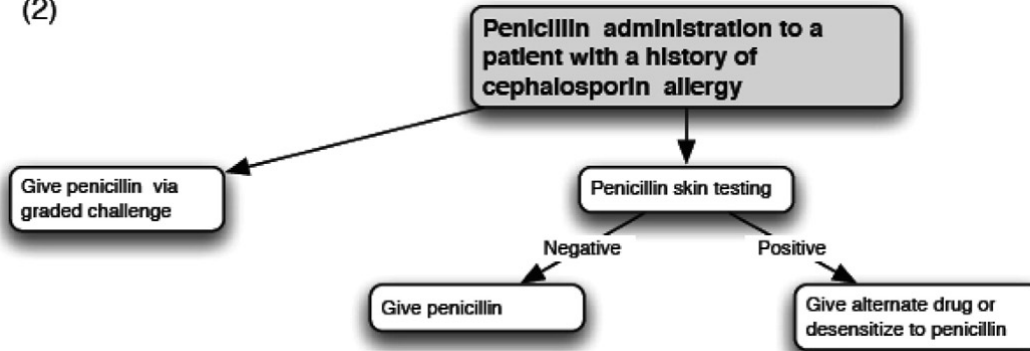 (2)
Penicillin administration to a
patient with a history of
cephalosporin allergy
Give penicillin via
graded challenge
Penicillin skin testing
Negative
Positive
Give penicillin
Give alternate drug or
desensitize to penicillin